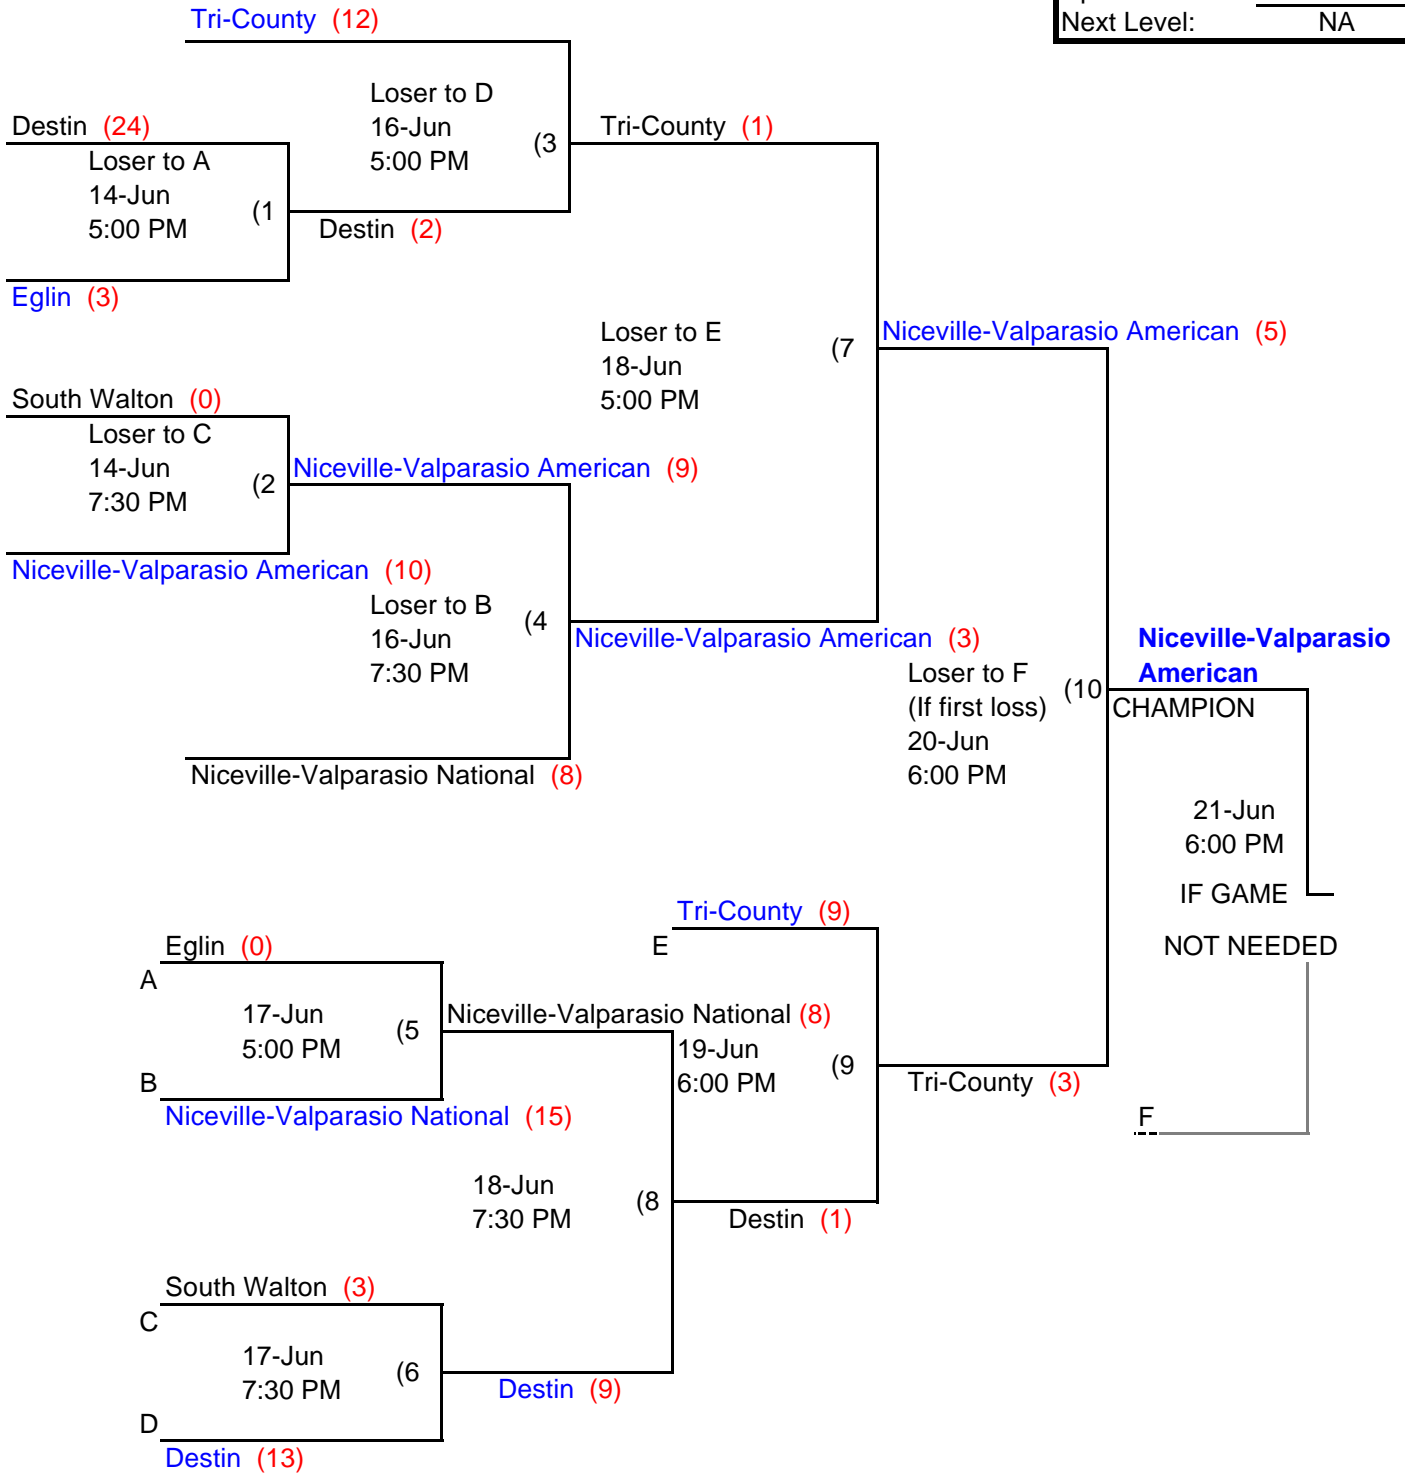 Tri-County (12)
Next Level: NA
Loser to D
Destin (24)
16-Jun
Tri-County (1)
(3
Loser to A
5:00 PM
14-Jun
(1
5:00 PM
Destin (2)
Eglin (3)
Loser to E
Niceville-Valparasio American (5)
(7
18-Jun
South Walton (0)
5:00 PM
Loser to C
14-Jun
Niceville-Valparasio American (9)
(2
7:30 PM
Niceville-Valparasio American (10)
Loser to B
(4
16-Jun
Niceville-Valparasio American (3)
Niceville-Valparasio
7:30 PM
Loser to F
American
(10
(If first loss)
CHAMPION
20-Jun
Niceville-Valparasio National (8)
6:00 PM
21-Jun
6:00 PM
IF GAME
Tri-County (9)
Eglin (0)
E
NOT NEEDED
A
17-Jun
Niceville-Valparasio National (8)
(5
5:00 PM
19-Jun
(9
B
6:00 PM
Tri-County (3)
Niceville-Valparasio National (15)
F
18-Jun
(8
7:30 PM
Destin (1)
South Walton (3)
C
17-Jun
(6
7:30 PM
Destin (9)
D
Destin (13)